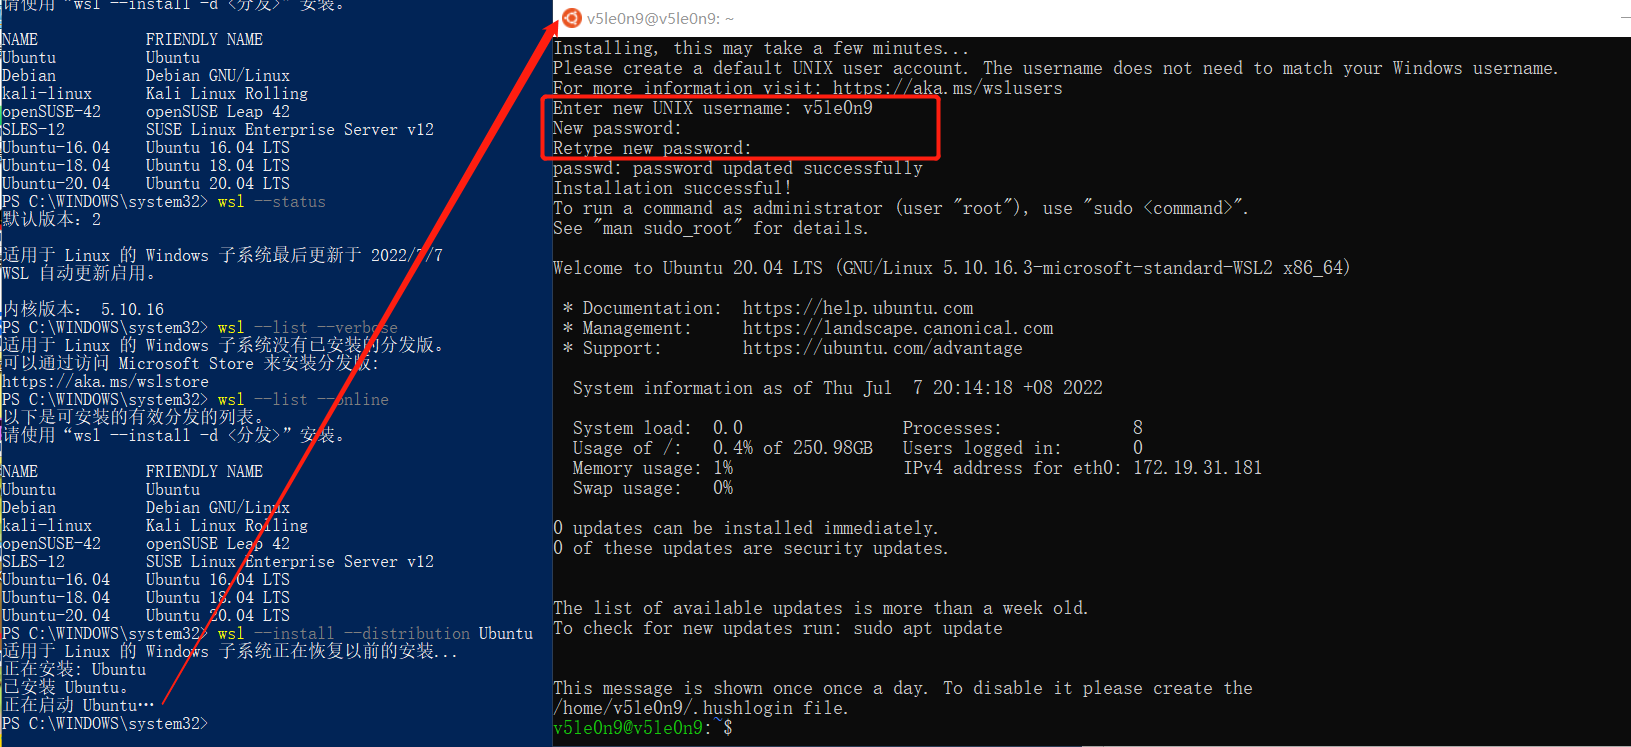 请使用“wsl --install -d <分发>”安装。
NAME FRIENDLY NAME
Ubuntu Ubuntu
Debian Debian GNU/Linux
kali-linux Kali Linux Rolling
openSUSE-42 openSUSE Leap 42
SLES-12 SUSE Linux Enterprise Server v12
Ubuntu-16.04 Ubuntu 16.04 LTS
Ubuntu-18.04 Ubuntu 18.04 LTS
Ubuntu-20.04 Ubuntu 20.04 LTS
PS C:\WINDOWS\system32> wsl --status
默认版本：2
适用于 Linux 的 Windows 子系统最后更新于 2022/7/7
WSL 自动更新启用。
内核版本： 5.10.16
PS C:\WINDOWS\system32> wsl --list --verbose
适用于 Linux 的 Windows 子系统没有已安装的分发版。
可以通过访问 Microsoft Store 来安装分发版:
https://aka.ms/wslstore
PS C:\WINDOWS\system32> wsl --list --online
以下是可安装的有效分发的列表。
请使用“wsl --install -d <分发>”安装。
NAME FRIENDLY NAME
Ubuntu Ubuntu
Debian Debian GNU/Linux
kali-linux Kali Linux Rolling
openSUSE-42 openSUSE Leap 42
SLES-12 SUSE Linux Enterprise Server v12
Ubuntu-16.04 Ubuntu 16.04 LTS
Ubuntu-18.04 Ubuntu 18.04 LTS
Ubuntu-20.04 Ubuntu 20.04 LTS
PS C:\WINDOWS\system32> wsl --install --distribution Ubuntu
适用于 Linux 的 Windows 子系统正在恢复以前的安装...
正在安装: Ubuntu
已安装 Ubuntu。
正在启动 Ubuntu…
PS C:\WINDOWS\system32>
v5le0n9@v5le0n9: ~
Installing, this may take a few minutes...
Please create a default UNIX user account. The username does not need to match your Windows username.
For more information visit: https://aka.ms/wslusers
Enter new UNIX username: v5le0n9
New password:
Retype new password:
passwd: password updated successfully
Installation successful!
To run a command as administrator (user "root"), use "sudo <command>".
See "man sudo_root" for details.
Welcome to Ubuntu 20.04 LTS (GNU/Linux 5.10.16.3-microsoft-standard-WSL2 x86_64)
* Documentation: https://help.ubuntu.com
* Management: https://landscape.canonical.com
* Support: https://ubuntu.com/advantage
System information as of Thu Jul 7 20:14:18 +08 2022
System load: 0.0 Processes: 8
Usage of /: 0.4% of 250.98GB Users logged in: 0
Memory usage: 1% IPv4 address for eth0: 172.19.31.181
Swap usage: 0%
0 updates can be installed immediately.
0 of these updates are security updates.
The list of available updates is more than a week old.
To check for new updates run: sudo apt update
This message is shown once once a day. To disable it please create the
/home/v5le0n9/.hushlogin file.
v5le0n9@v5le0n9:~$